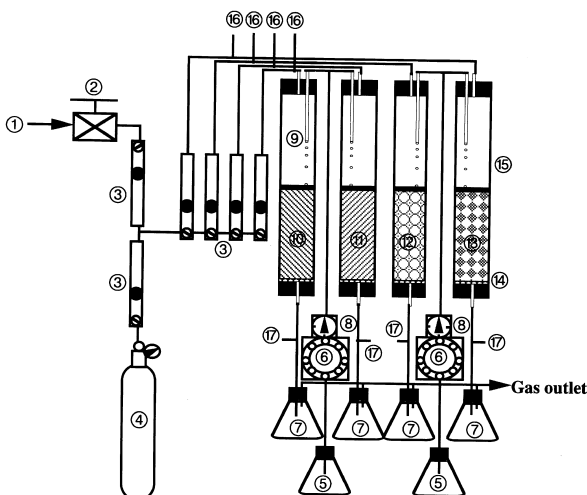 ⑯ ⑯ ⑯ ⑯
②
①
⑨
③
⑮
⑩ ⑪ ⑫ ⑬
③
③
⑭
⑧ ⑧
⑰ ⑰ ⑰ ⑰
⑥ ⑥
Gas outlet
④
⑦ ⑦ ⑦ ⑦
⑤ ⑤